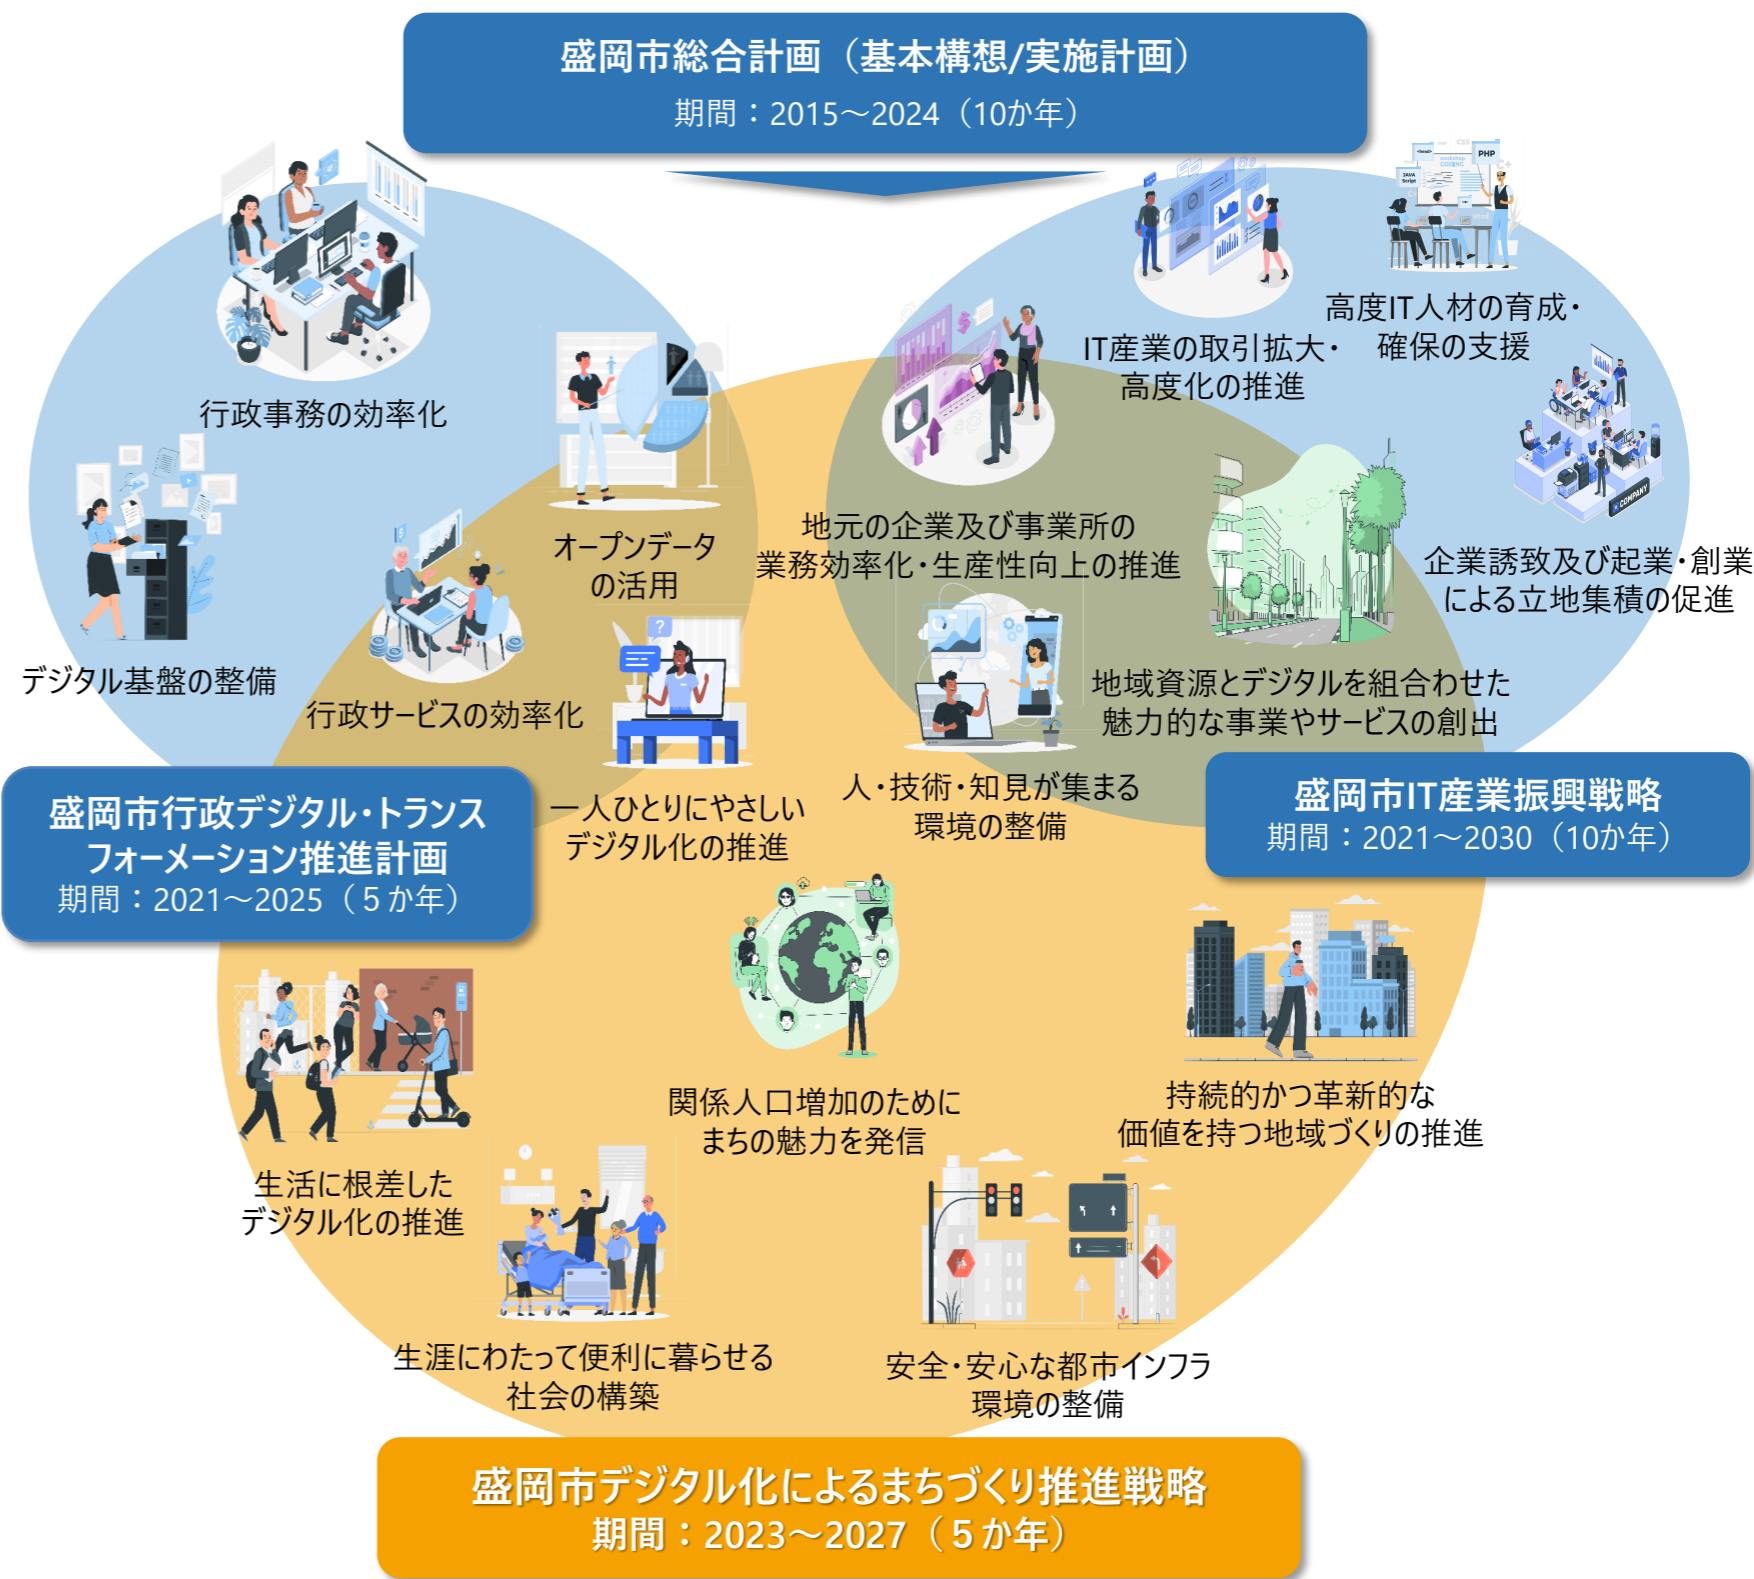 盛岡市総合計画（基本構想/実施計画）
期間：2015～2024（10か年）
行政事務の効率化
デジタル基盤の整備
オープンデータ
の活用
行政サービスの効率化
一人ひとりにやさしい
デジタル化の推進
盛岡市行政デジタル・トランス
フォーメーション推進計画
期間：2021～2025（５か年）
PHP
JAVA
Script
workshop
CODING
CSS
高度IT人材の育成・
確保の支援
IT産業の取引拡大・
高度化の推進
COMPANY
企業誘致及び起業・創業
による立地集積の促進
地元の企業及び事業所の
業務効率化・生産性向上の推進
地域資源とデジタルを組合わせた
魅力的な事業やサービスの創出
人・技術・知見が集まる
環境の整備
盛岡市IT産業振興戦略
期間：2021～2030（10か年）
関係人口増加のために
まちの魅力を発信
持続的かつ革新的な
価値を持つ地域づくりの推進
生活に根差した
デジタル化の推進
生涯にわたって便利に暮らせる
社会の構築
安全・安心な都市インフラ
環境の整備
盛岡市デジタル化によるまちづくり推進戦略
期間：2023～2027（５か年）